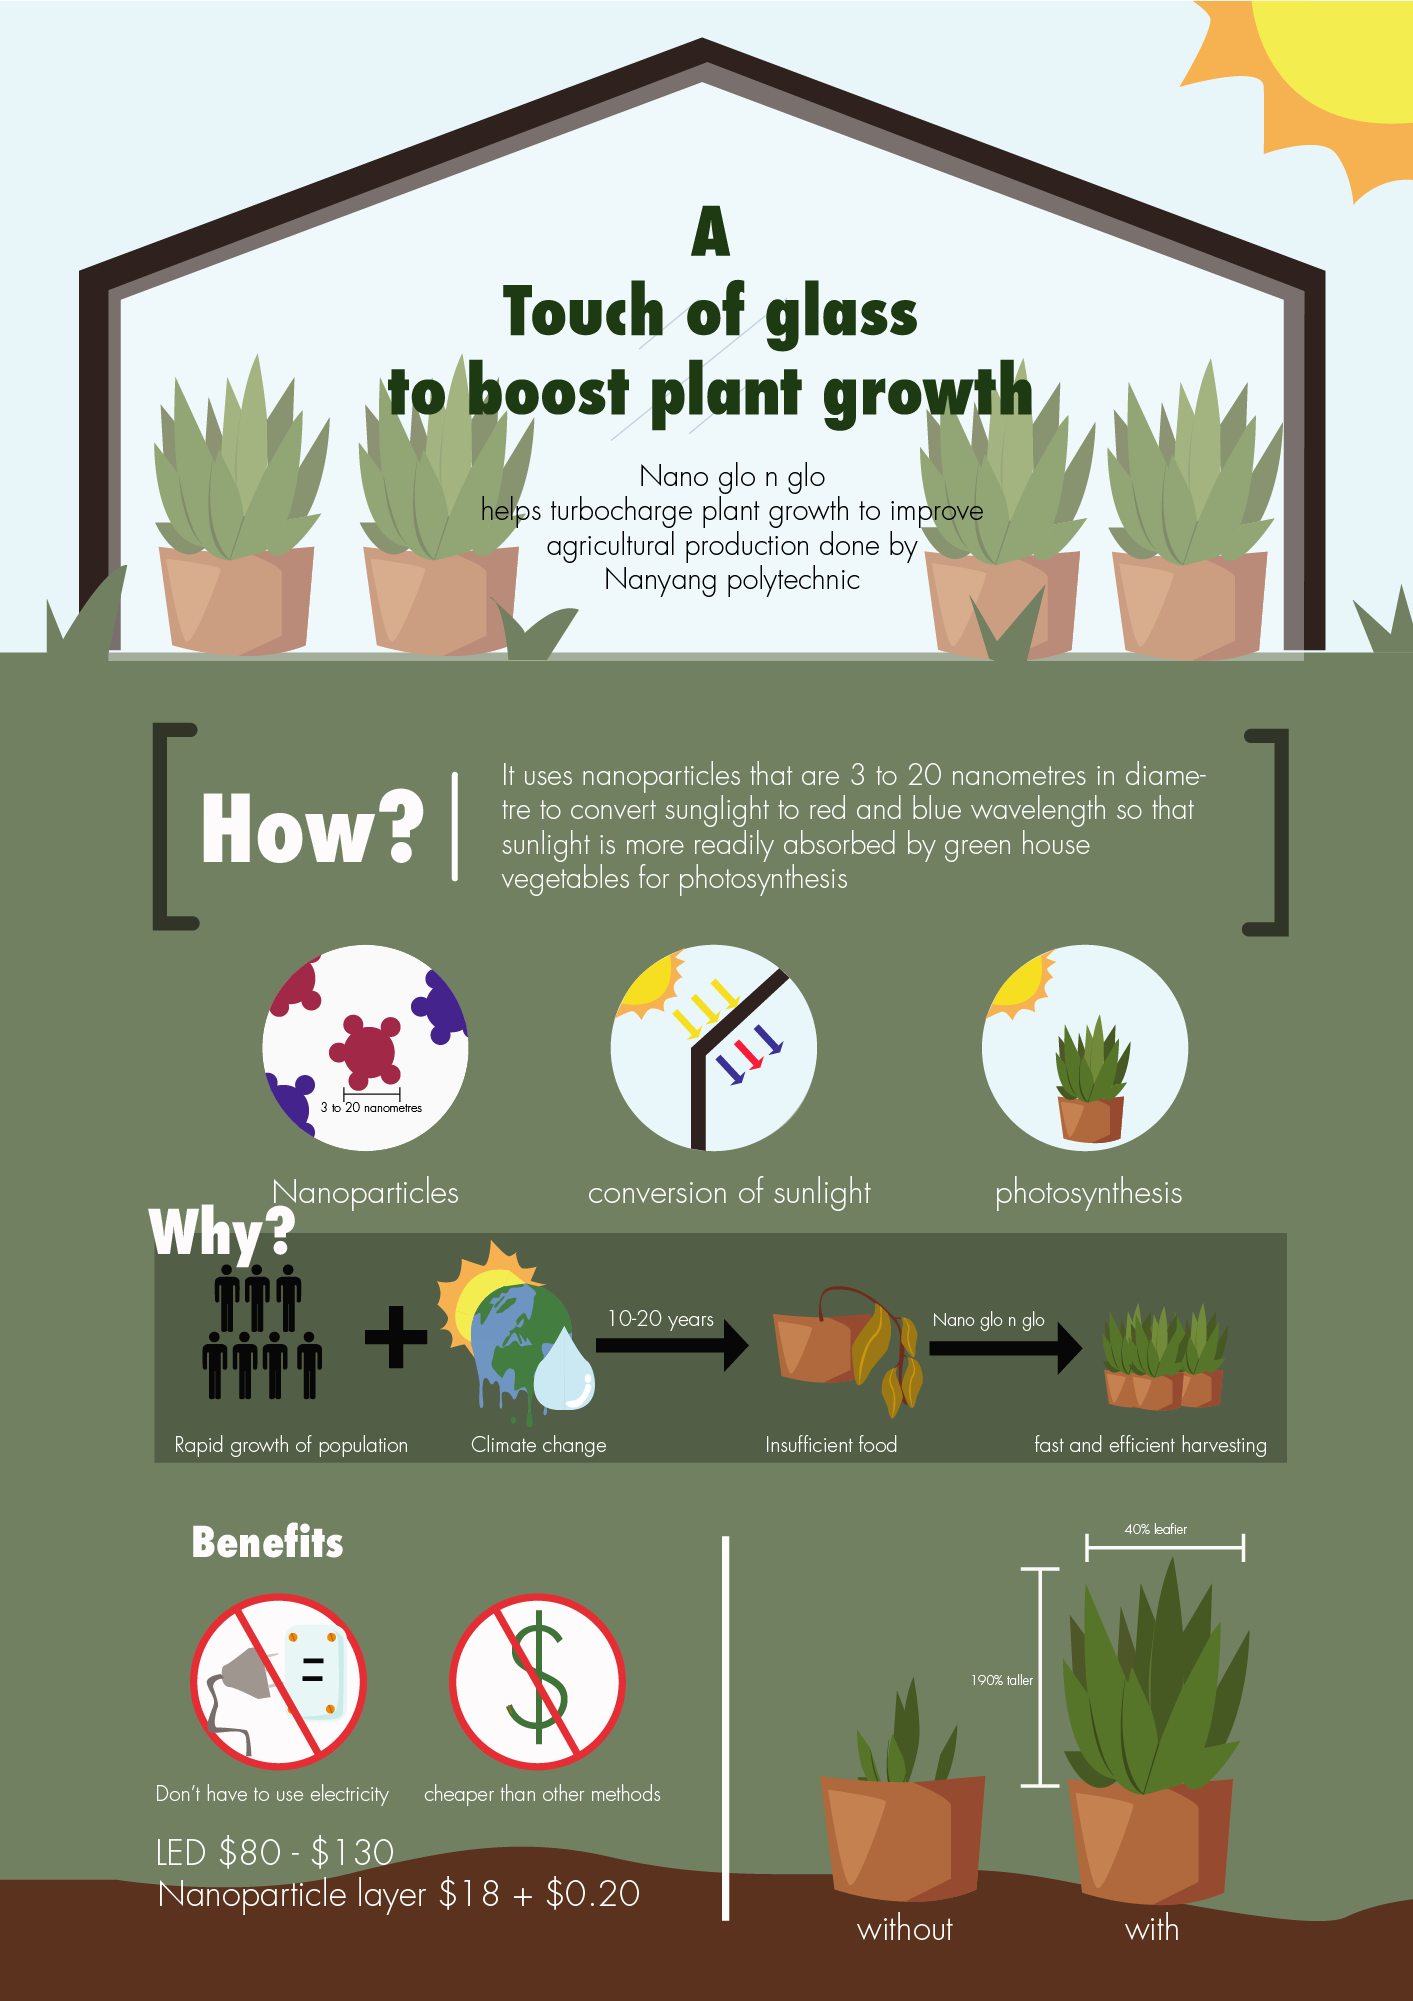 A
Touch of glass
to boost plant growth
Nano glo n glo
helps turbocharge plant growth to improve
agricultural production done by
Nanyang polytechnic
How?
It uses nanoparticles that are 3 to 20 nanometres in diame-
tre to convert sunglight to red and blue wavelength so that
sunlight is more readily absorbed by green house
vegetables for photosynthesis
3 to 20 nanometres
Nanoparticles
conversion of sunlight
photosynthesis
Why?
10-20 years
Nano glo n glo
Rapid growth of population
Climate change
Insufficient food
fast and efficient harvesting
Benefits
Don't have to use electricity
cheaper than other methods
LED $80 - $130
Nanoparticle layer $18 + $0.20
40% leafier
190% taller
without
with